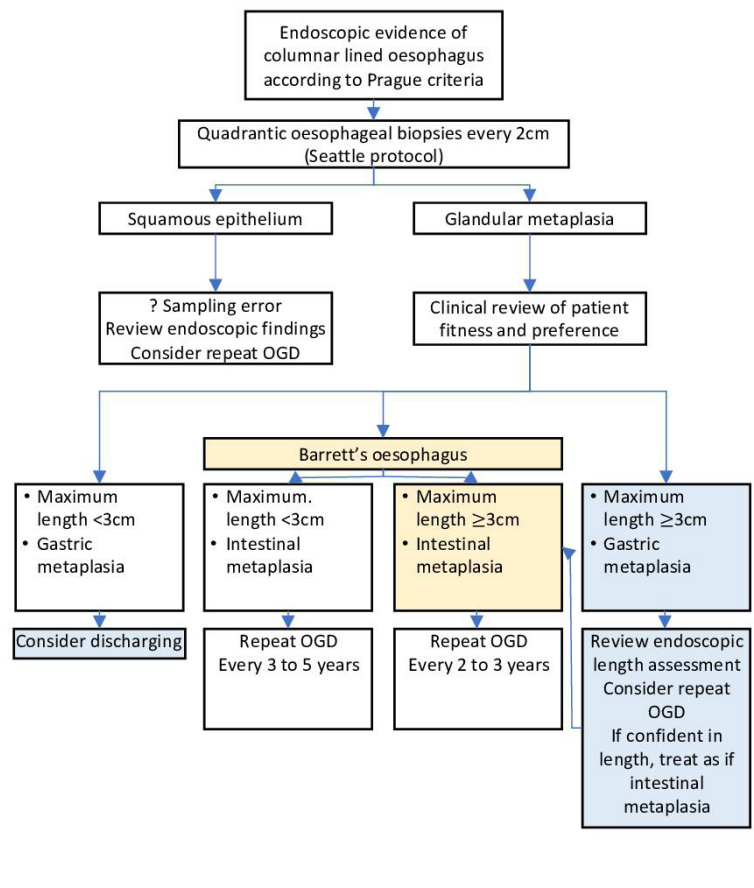 Endoscopic evidence of
columnar lined oesophagus
according to Prague criteria
Quadrantic oesophageal biopsies every 2cm
(Seattle protocol)
Squamous epithelium
Glandular metaplasia
? Sampling error
Review endoscopic findings
Consider repeat OGD
Clinical review of patient
fitness and preference
Barrett’s oesophagus
• Maximum
length <3cm
• Gastric
metaplasia
• Maximum.
length <3cm
• Intestinal
metaplasia
• Maximum
length ≥3cm
• Intestinal
metaplasia
• Maximum
length ≥3cm
• Gastric
metaplasia
Consider discharging
Repeat OGD
Every 3 to 5 years
Repeat OGD
Every 2 to 3 years
Review endoscopic
length assessment
Consider repeat
OGD
If confident in
length, treat as if
intestinal
metaplasia